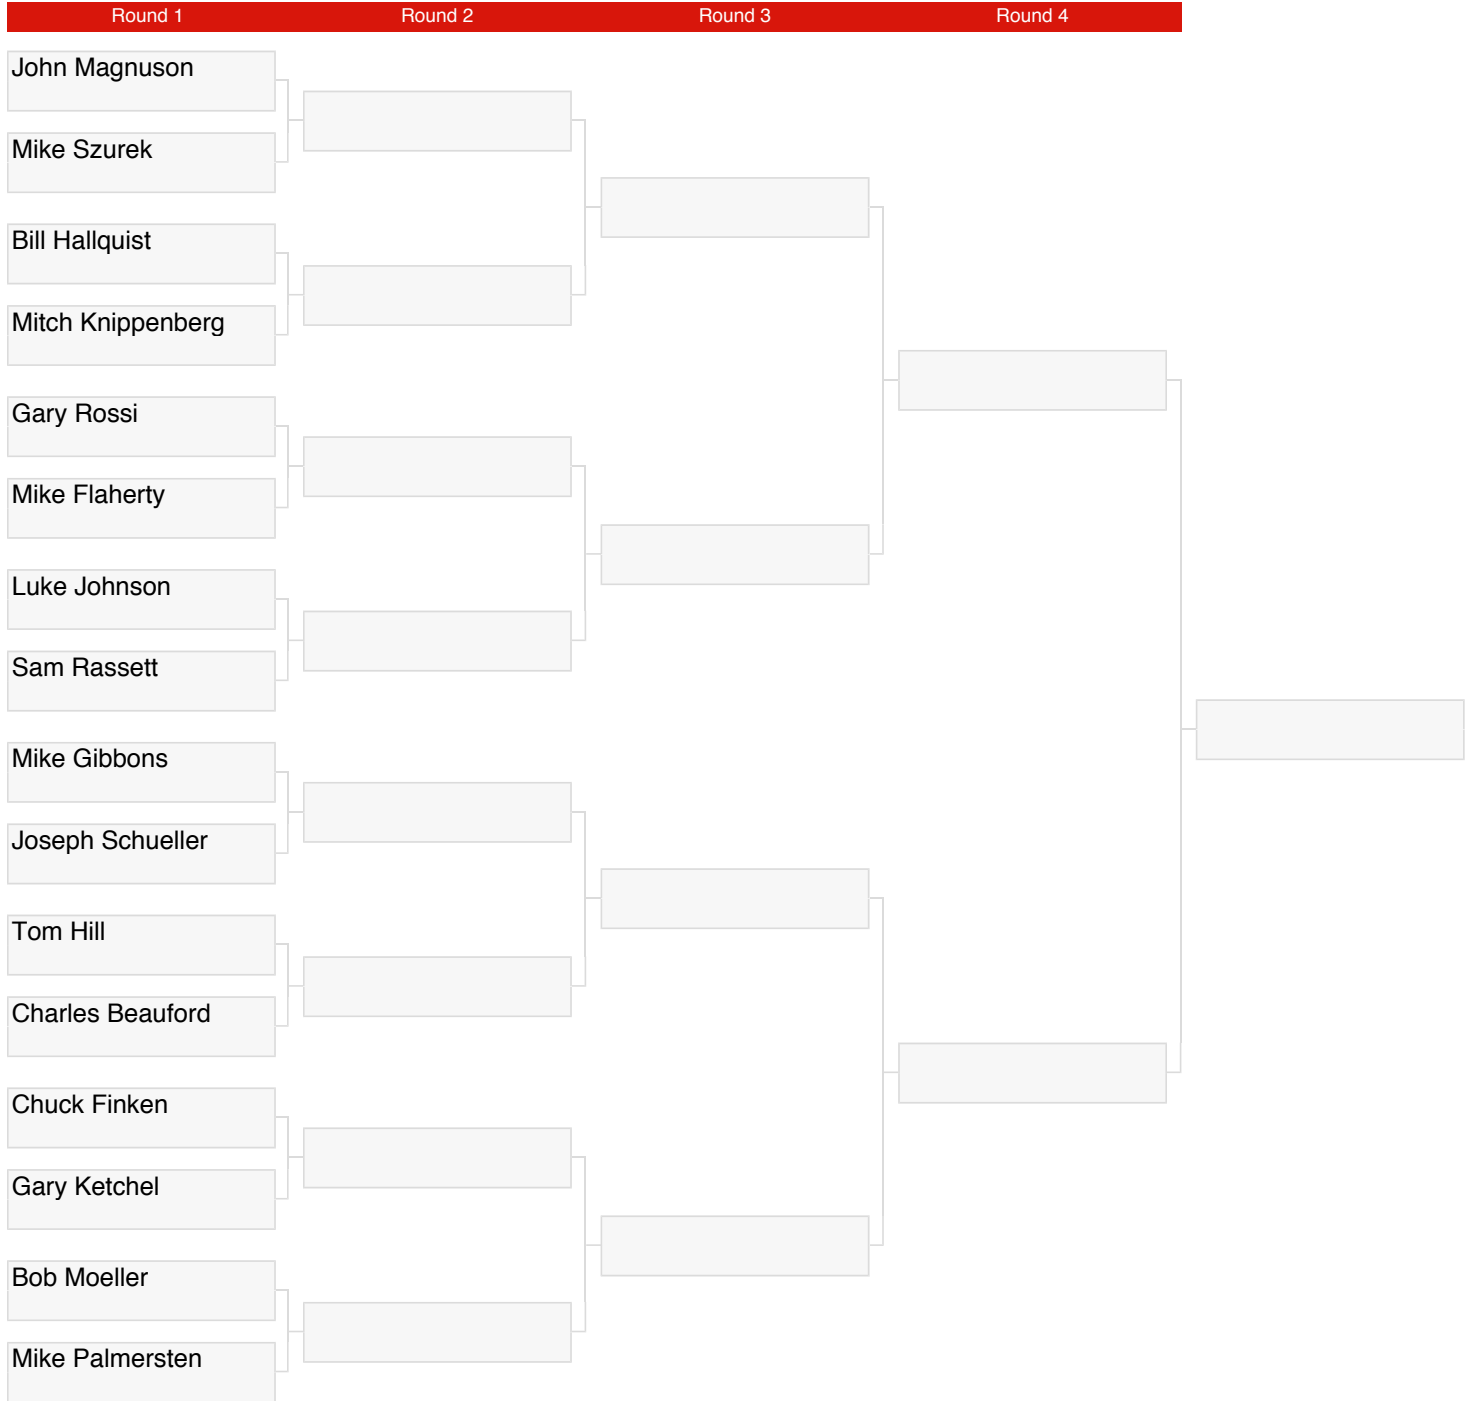 Round 1 Round 2 Round 3 Round 4
John Magnuson
Mike Szurek
Bill Hallquist
Mitch Knippenberg
Gary Rossi
Mike Flaherty
Luke Johnson
Sam Rassett
Mike Gibbons
Joseph Schueller
Tom Hill
Charles Beauford
Chuck Finken
Gary Ketchel
Bob Moeller
Mike Palmersten